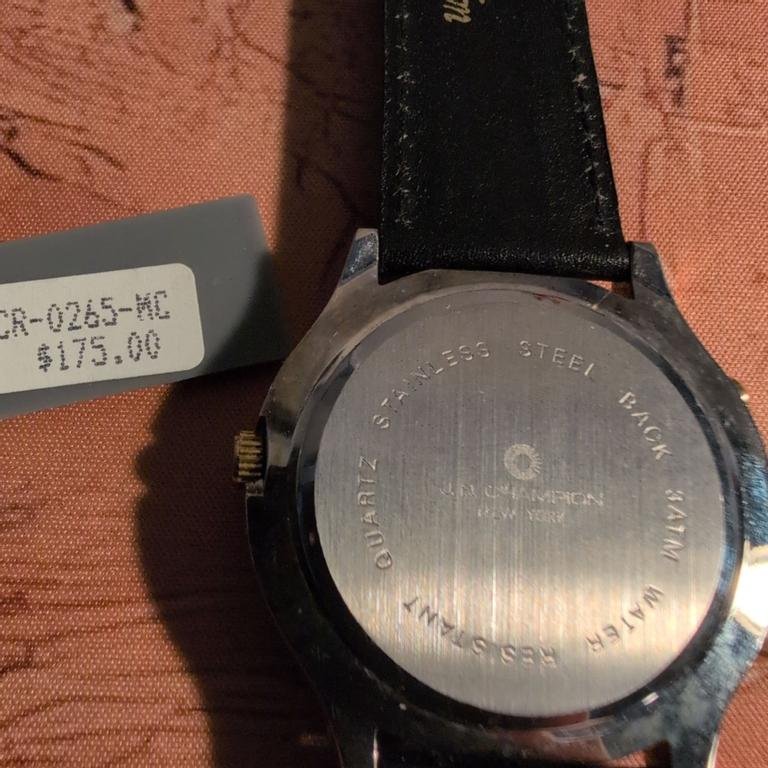 CR-0265-MC
$175.00
QUARTZ STAINLESS STEEL BACK 3ATM WATER RESISTANT
CHAMPION
NEW YORK